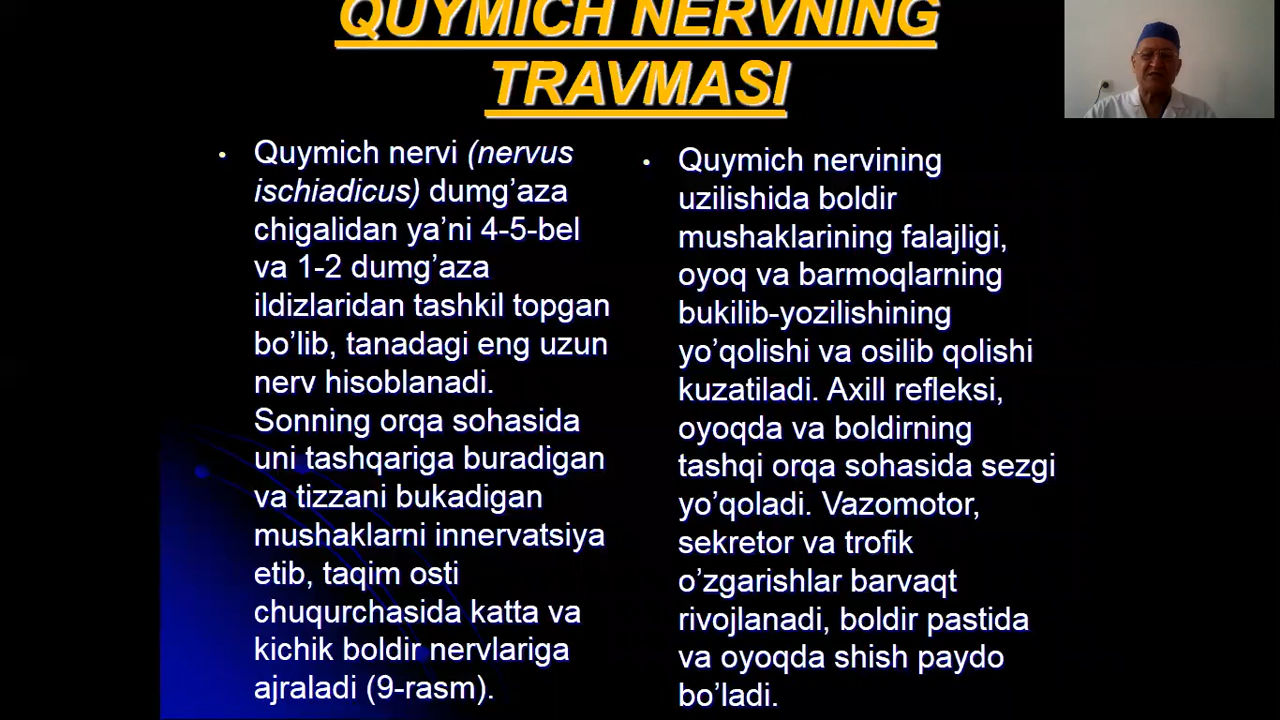 QUYMICH NERVNING
TRAVMASI
• Quymich nervi (nervus
ischiadicus) dumg’aza
chigalidan ya’ni 4-5-bel
va 1-2 dumg’aza
ildizlaridan tashkil topgan
bo’lib, tanadagi eng uzun
nerv hisoblanadi.
Sonning orqa sohasida
uni tashqariga buradigan
va tizzani bukadigan
mushaklarni innervatsiya
etib, taqim osti
chuqurchasida katta va
kichik boldir nervlariga
ajraladi (9-rasm).
• Quymich nervining
uzilishida boldir
mushaklarining falajligi,
oyoq va barmoqlarning
bukilib-yozilishining
yo’qolishi va osilib qolishi
kuzatiladi. Axill refleksi,
oyoqda va boldirning
tashqi orqa sohasida sezgi
yo’qoladi. Vazomotor,
sekretor va trofik
o’zgarishlar barvaqt
rivojlanadi, boldir pastida
va oyoqda shish paydo
bo’ladi.